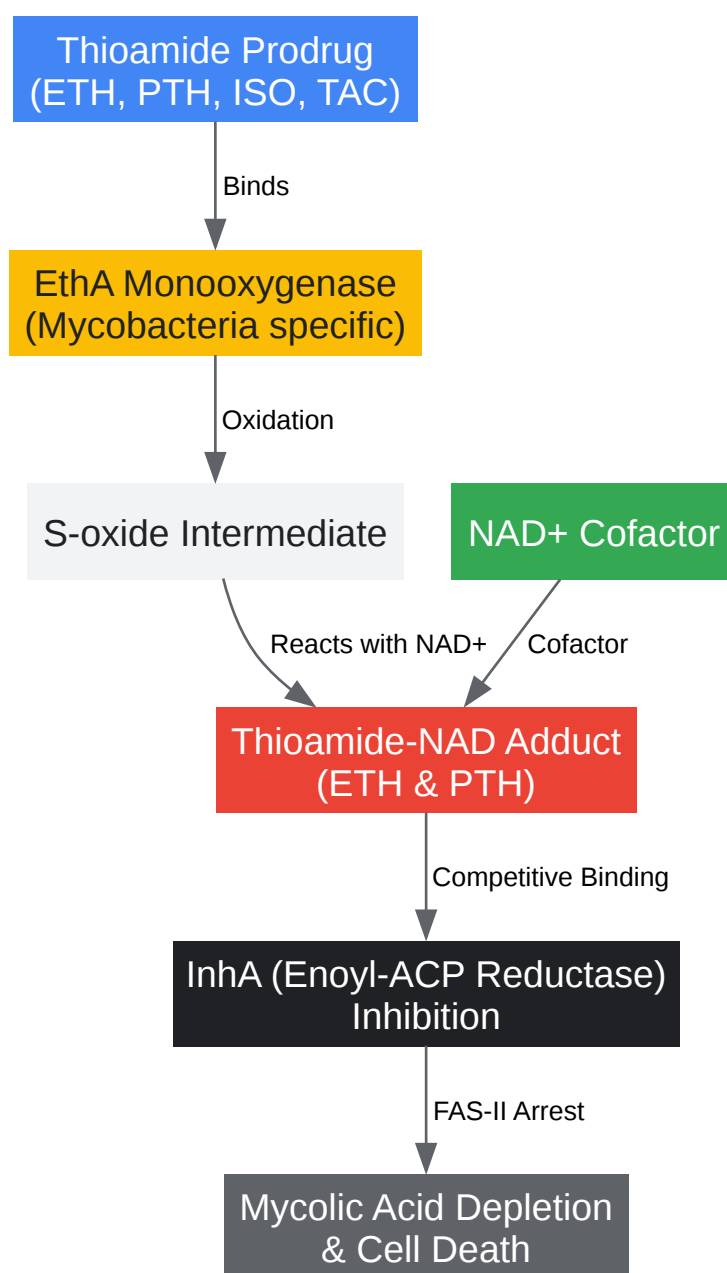 Thioamide Prodrug
(ETH, PTH, ISO, TAC)
Binds
EthA Monooxygenase
(Mycobacteria specific)
Oxidation
S-oxide Intermediate
NAD+ Cofactor
Reacts with NAD+
Cofactor
Thioamide-NAD Adduct
(ETH & PTH)
Competitive Binding
InhA (Enoyl-ACP Reductase)
Inhibition
FAS-II Arrest
Mycolic Acid Depletion
& Cell Death